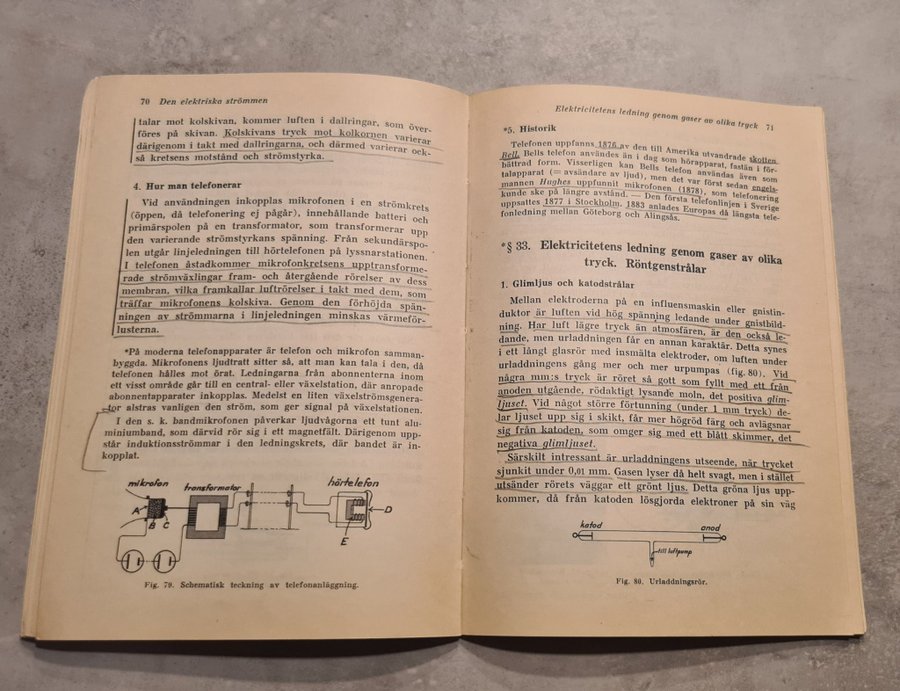 70 Den elektriska strömmen
talar mot kolskivan, kommer luften i dallringar, som över-
föres på skivan. Kolskivans tryck mot kolkornen varierar
därigenom i takt med dallringarna, och därmed varierar ock-
så kretsens motstånd och strömstyrka.
4. Hur man telefonerar
Vid användningen inkopplas mikrofonen i en strömkrets
(öppen, då telefonering ej pågår), innehållande batteri och
primärspolen på en transformator, som transformerar upp
den varierande strömstyrkans spänning. Från sekundärspo-
len utgår linjeledningen till hörtelefon på lyssnarstationen.
I telefonen åstadkommer mikrofonkretsens upptransforme-
rade strömväxlingar fram- och återgående rörelser av dess
membran, vilka framkallar luftrörelser i takt med dem, som
träffar mikrofonens kolskiva. Genom den förhöjda spän-
ningen av strömmarna i linjeledningen minskas värmeför-
lusterna.
*På moderna telefonapparater är telefon och mikrofon samman-
byggda. Mikrofonens ljudtratt sitter så, att man kan tala i den, då
telefonen hålles mot örat. Ledningarna från abonnenterna inom
ett visst område går till en central- eller växelstation, där anropade
abonnentapparater inkopplas. Medelst en liten växelströmsgenera-
tor alstras vanligen den ström, som ger signal på växelstationen.
I den s. k. bandmikrofonen påverkar ljudvågorna ett tunt alu-
miniumband, som därvid rör sig i ett magnetfält. Därigenom upp-
står induktionsströmmar i den ledningskrets, där bandet är in-
kopplat.
mikrofon
transformator
hörtelefon
A
B
C
D
E
Fig. 79. Schematisk teckning av telefonanläggning.
Elektricitetens ledning genom gaser av olika tryck 71
*5. Historik
Telefonen uppfanns 1876 av den till Amerika utvandrade skotten
Bell. Bells telefon användes än i dag som hörapparat, fastän i för-
bättrad form. Visserligen kan Bells telefon användas även som
talapparat (= avsändare av ljud), men det var först sedan engels-
mannen Hughes uppfunnit mikrofonen (1878), som telefonering
kunde ske på längre avstånd. — Den första telefonlinjen i Sverige
uppsattes 1877 i Stockholm. 1883 anlades Europas då längsta tele-
fonledning mellan Göteborg och Alingsås.
*§ 33. Elektricitetens ledning genom gaser av olika
tryck. Röntgenstrålar
1. Glimljus och katodstrålar
Mellan elektroderna på en influensmaskin eller gnistin-
duktor är luften vid hög spänning ledande under gnistbild-
ning. Har luft lägre tryck än atmosfären, är den också le-
dande, men urladdningen får en annan karaktär. Detta synes
i ett långt glasrör med insmälta elektroder, om luften under
urladdningens gång mer och mer urpumpas (fig. 80). Vid
några mm:s tryck är röret så gott som fyllt med ett från
anoden utgående, rödaktigt lysande moln, det positiva glim-
ljuset. Vid något större förtunning (under 1 mm tryck) de-
lar ljuset upp sig i skikt, får mer högröd färg och avlägsnar
sig från katoden, som omger sig med ett blått skimmer, det
negativa glimljuset.
Särskilt intressant är urladdningens utseende, när trycket
sjunkit under 0,01 mm. Gasen lyser då helt svagt, men i stället
utsänder rörets väggar ett grönt ljus. Detta gröna ljus upp-
kommer, då från katoden lösgjorda elektroner på sin väg
katod
anod
till luftpump
Fig. 80. Urladdningsrör.